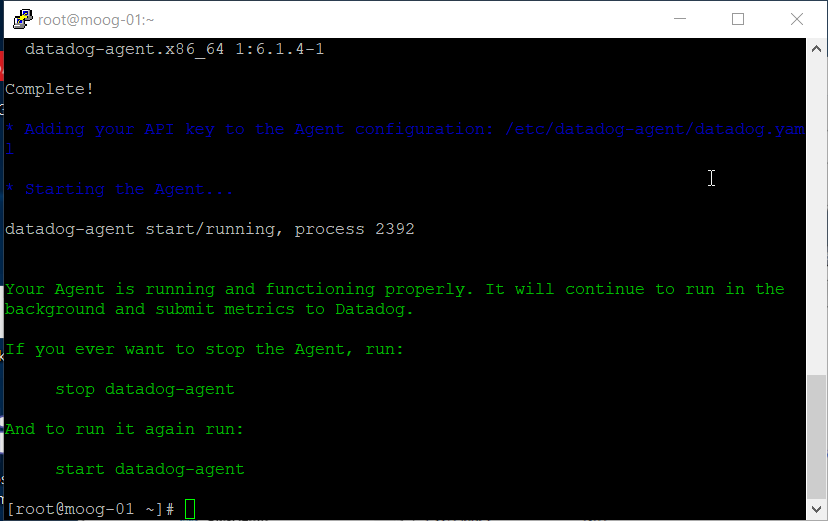 root@moog-01:~
datadog-agent.x86_64 1:6.1.4-1
Complete!
* Adding your API key to the Agent configuration: /etc/datadog-agent/datadog.yam
l
* Starting the Agent...
datadog-agent start/running, process 2392
Your Agent is running and functioning properly. It will continue to run in the
background and submit metrics to Datadog.
If you ever want to stop the Agent, run:
stop datadog-agent
And to run it again run:
start datadog-agent
[root@moog-01 ~]#